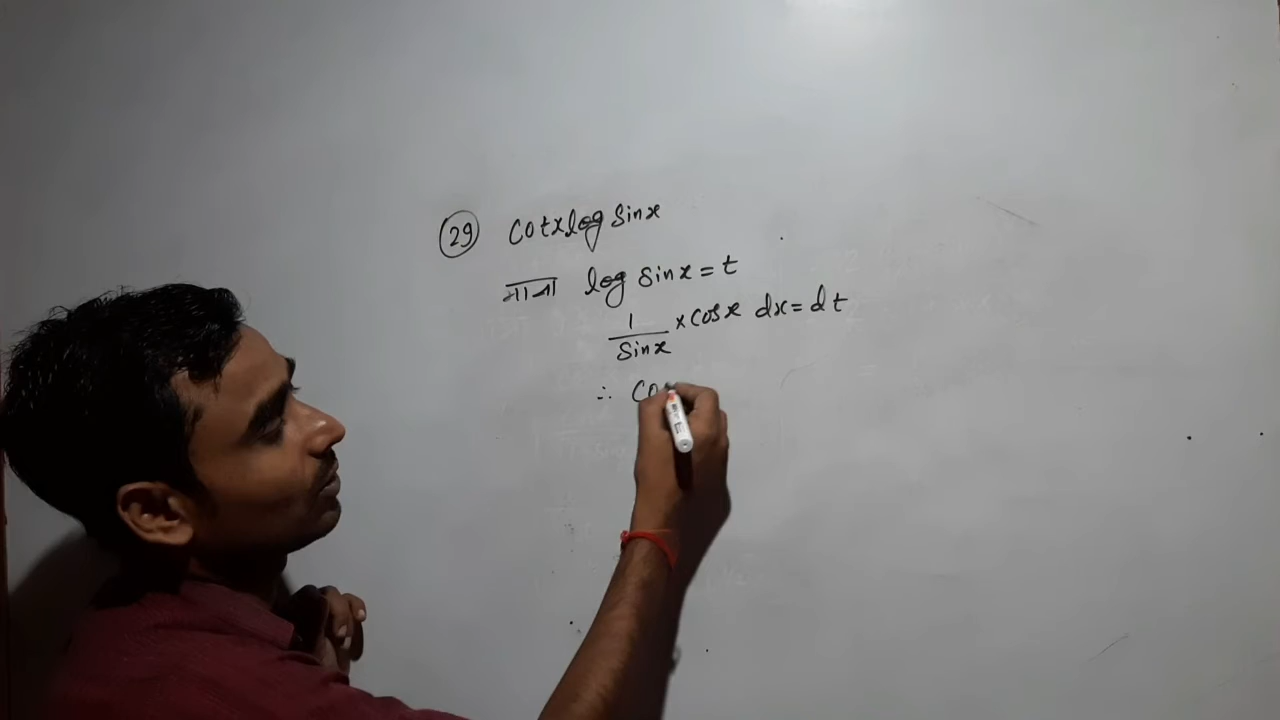 29 Cotx log Sinx
माना log Sinx = t
1/Sinx × Cosx dx = dt
∴ Co